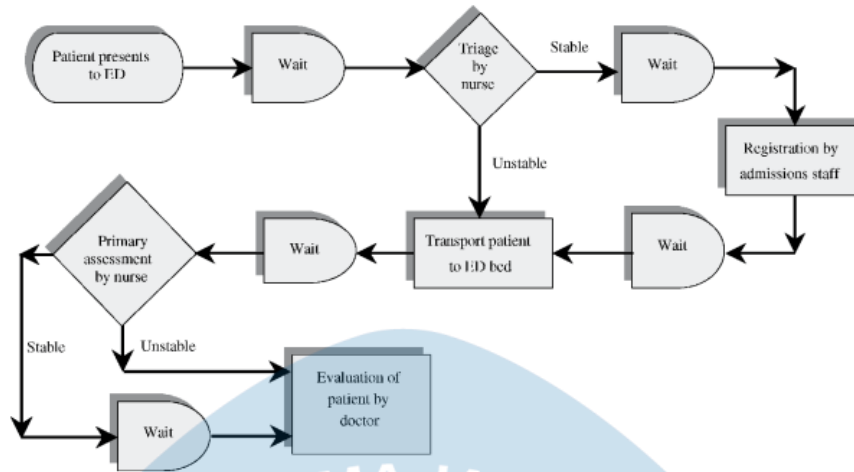 Patient presents
to ED
Wait
Triage
by
nurse
Stable
Wait
Registration by
admissions staff
Unstable
Wait
Transport patient
to ED bed
Wait
Primary
assessment
by nurse
Stable
Unstable
Wait
Evaluation of
patient by
doctor